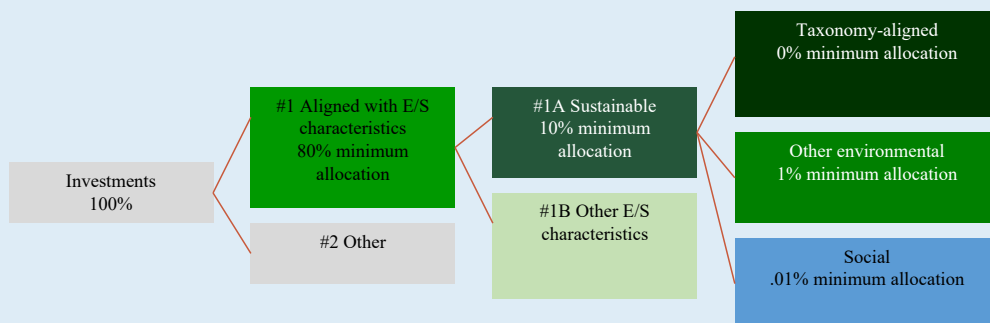 Investments
100%
#1 Aligned with E/S
characteristics
80% minimum
allocation
#2 Other
#1A Sustainable
10% minimum
allocation
#1B Other E/S
characteristics
Taxonomy-aligned
0% minimum allocation
Other environmental
1% minimum allocation
Social
.01% minimum allocation